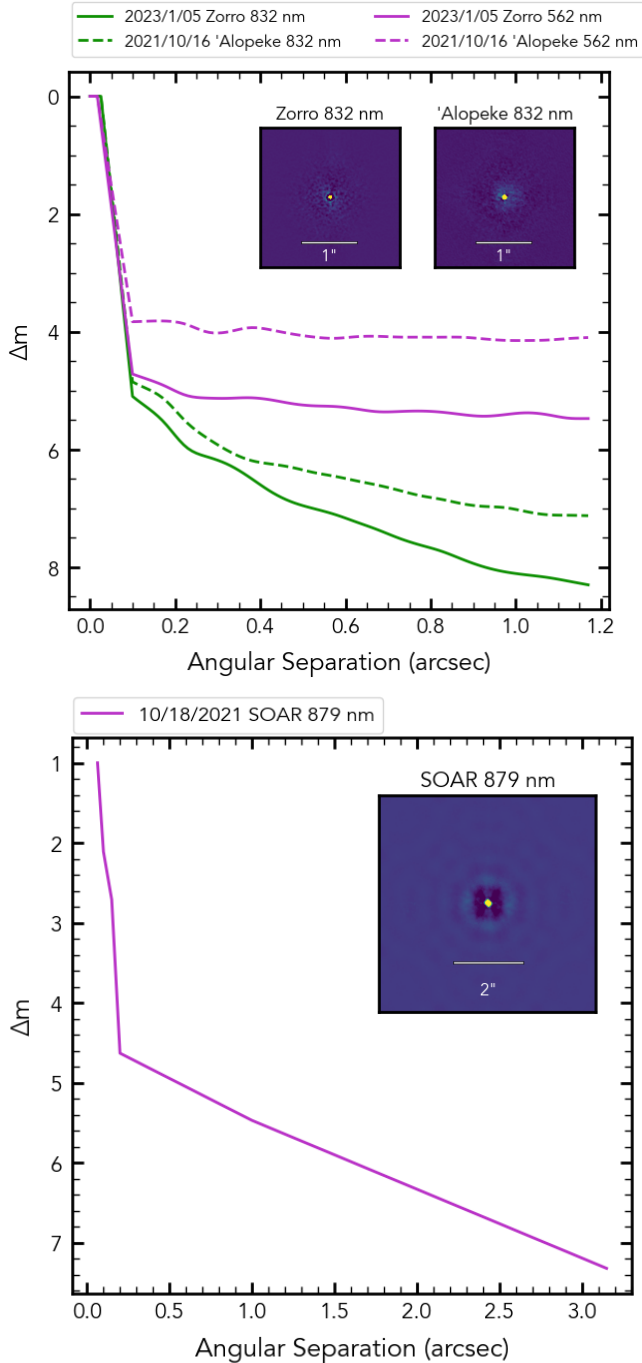 2023/1/05 Zorro 832 nm
2021/10/16 'Alopeke 832 nm
2023/1/05 Zorro 562 nm
2021/10/16 'Alopeke 562 nm
Zorro 832 nm
'Alopeke 832 nm
1"
1"
0
2
4
6
8
Δm
0.0 0.2 0.4 0.6 0.8 1.0 1.2
Angular Separation (arcsec)
10/18/2021 SOAR 879 nm
SOAR 879 nm
2"
1
2
3
4
5
6
7
Δm
0.0 0.5 1.0 1.5 2.0 2.5 3.0
Angular Separation (arcsec)